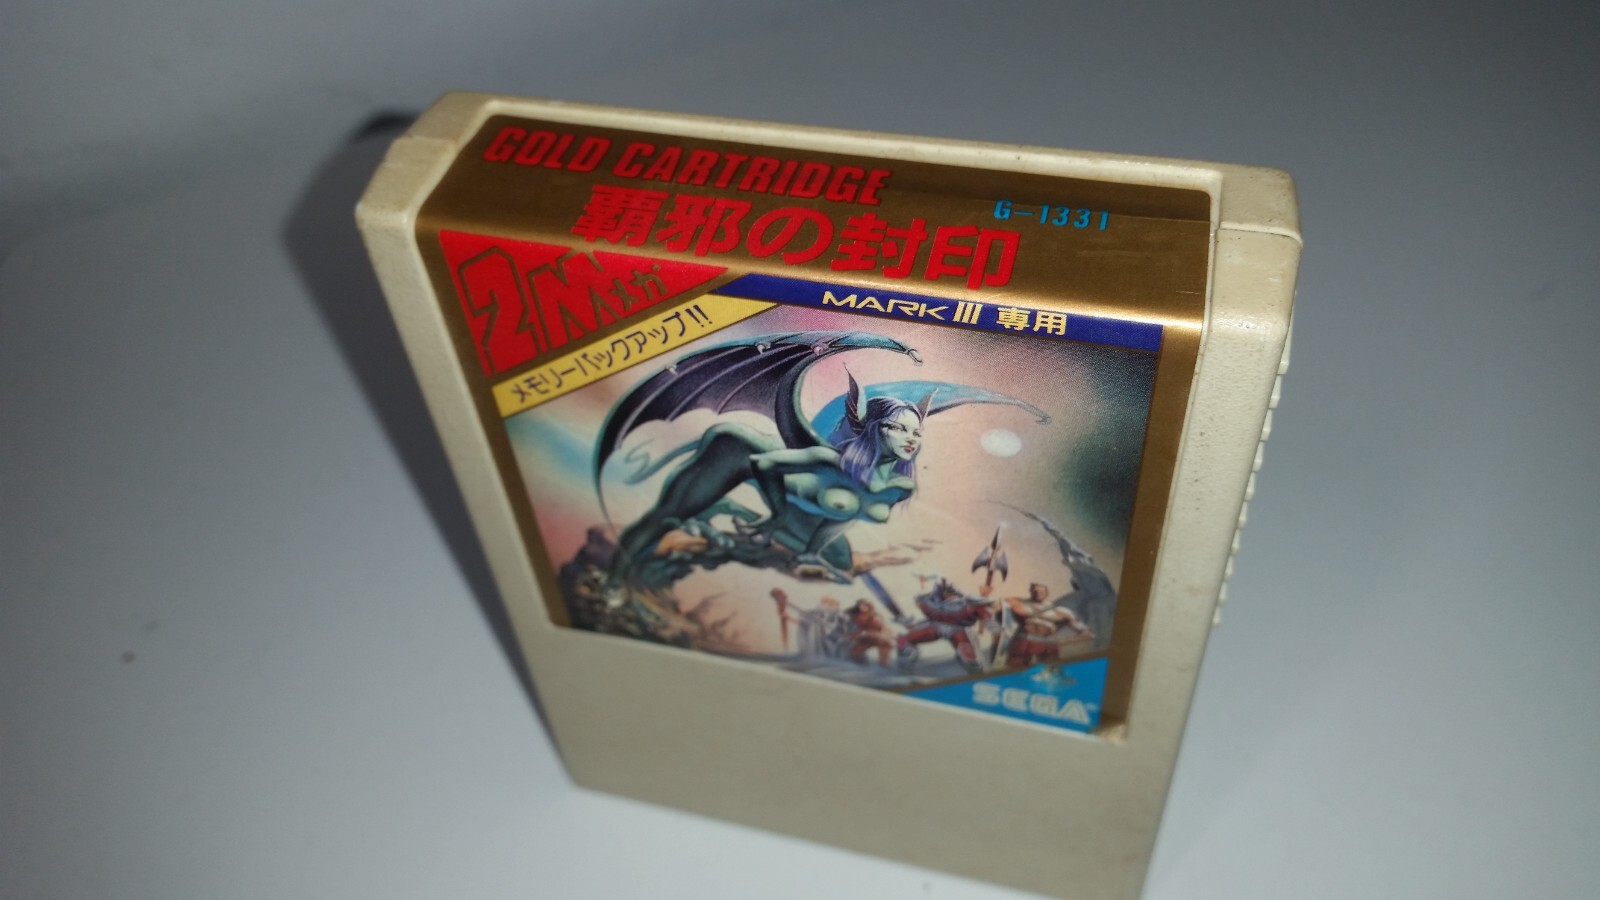 GOLD CARTRIDGE
G-1331
覇邪の封印
2Mメガ
MARK III 専用
メモリーバックアップ!!
SEGA